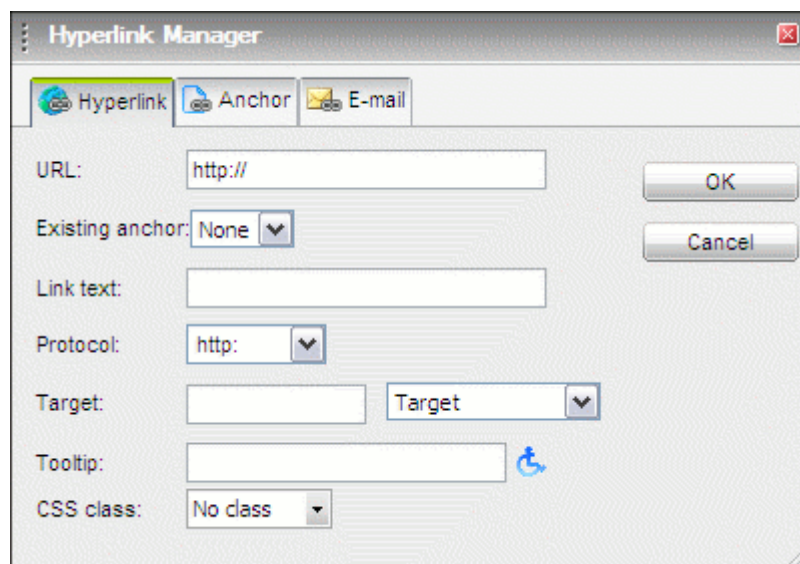 Hyperlink Manager
Hyperlink Anchor E-mail
URL: http://
OK
Existing anchor: None
Cancel
Link text:
Protocol: http:
Target: Target
Tooltip:
CSS class: No class